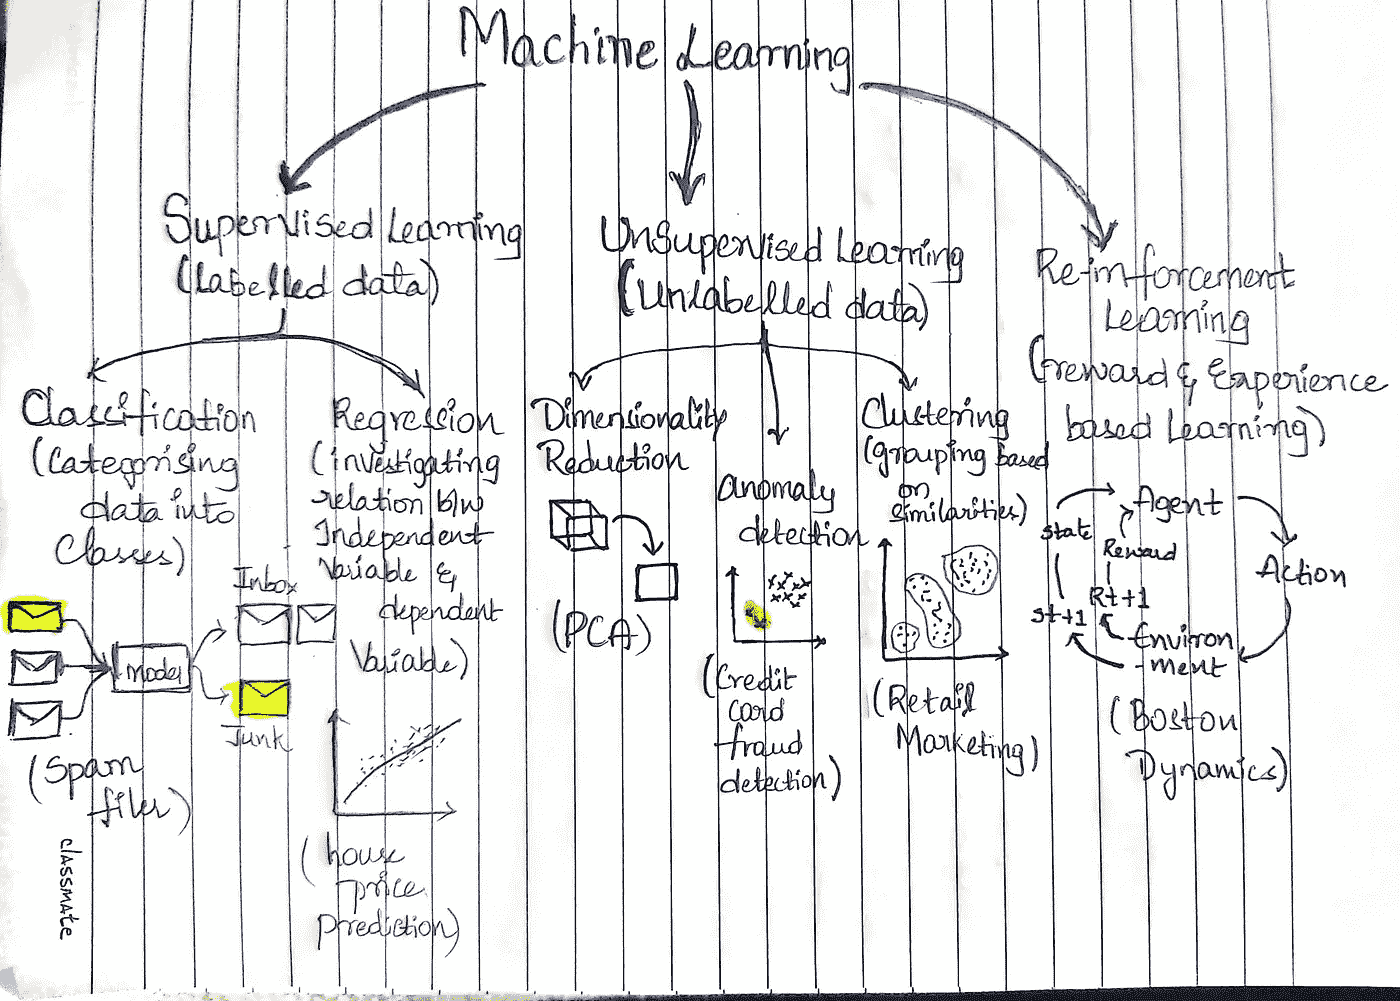 Machine Learning
Supervised Learning
(Labelled data)
Unsupervised Learning
(Unlabelled data)
Re-inforcement
Learning
(reward & Experience
based Learning)
Classification
(Categorising
data into
Classes)
Inbox
Model
Junk
(Spam
filer)
Regression
(investigating
relation b/w
Independent
Variable &
dependent
Variable)
(house
price
prediction)
Dimensionality
Reduction
(PCA)
anomaly
detection
(Credit
Card
fraud
detection)
Clustering
(grouping based
on
similarities)
(Retail
Marketing)
Agent
State
Reward
Action
Rt+1
St+1
Environ
-ment
(Boston
Dynamics)
classmate